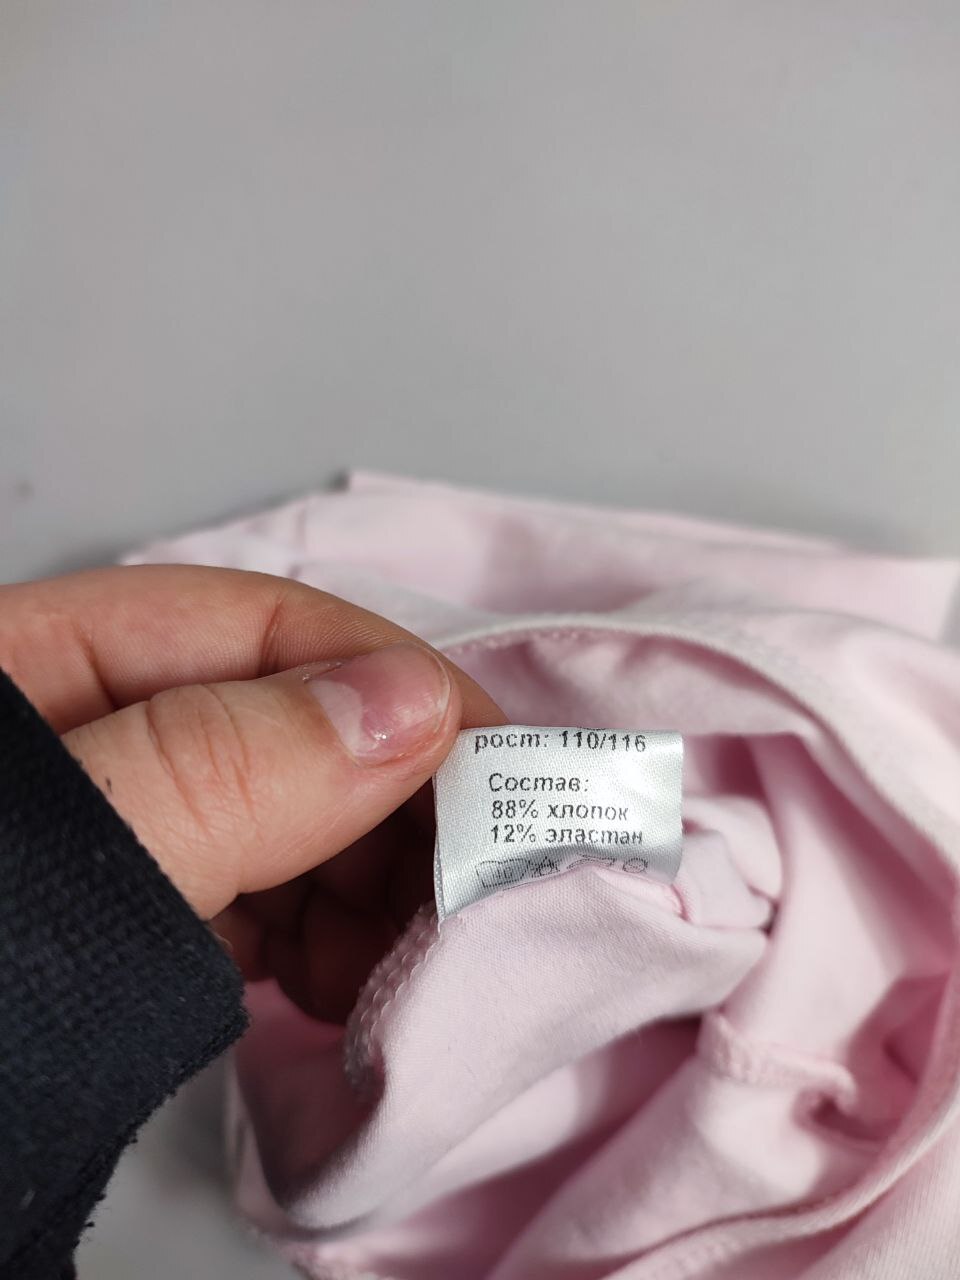 рост: 110/116
Состав:
88% хлопок
12% эластан